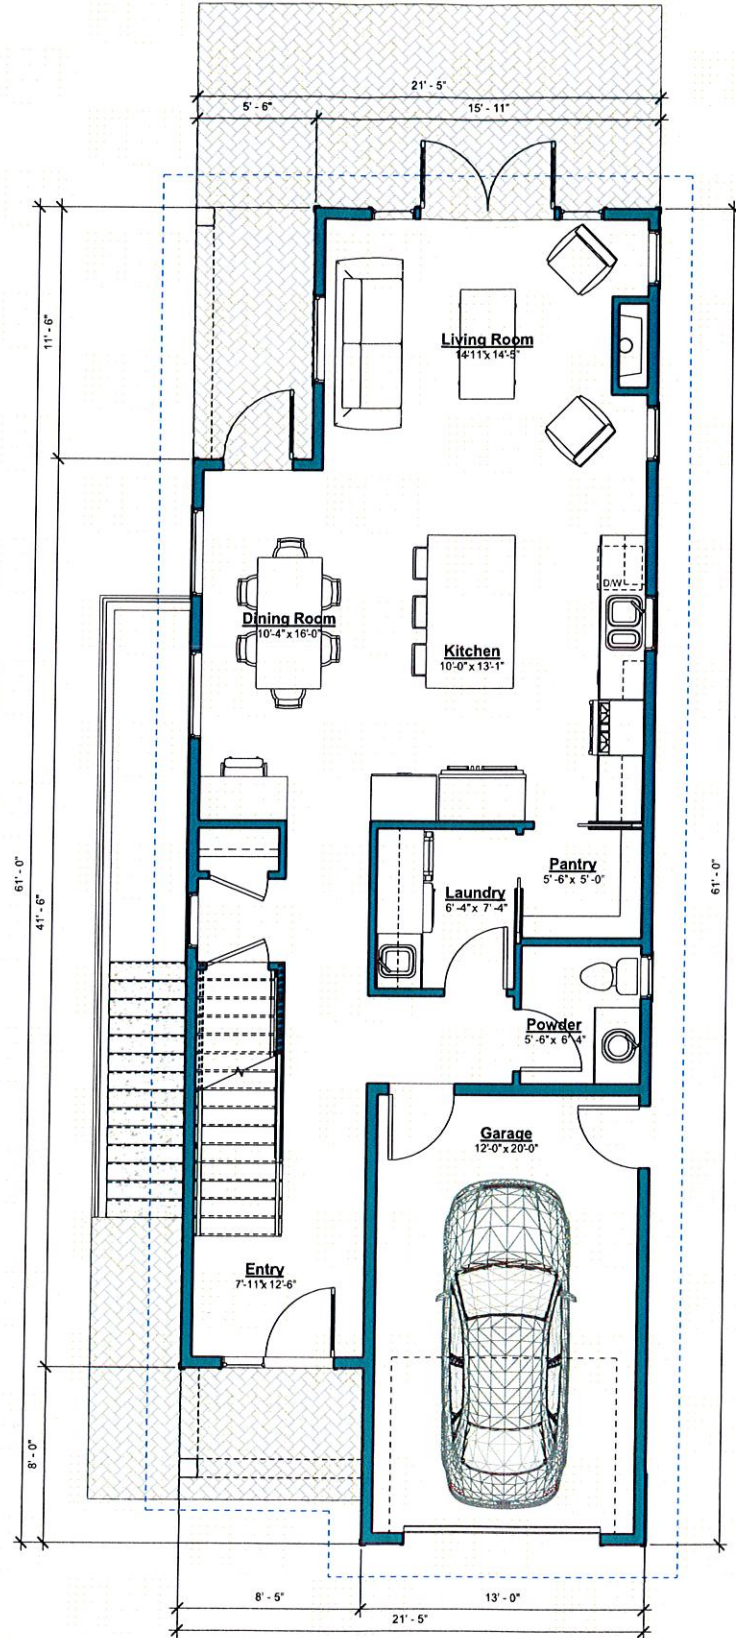 21' - 5"
5' - 6"
15' - 11"
11' - 6"
Living Room
14'11"x 14'-5"
D/W
Dining Room
10'-4" x 16'-0"
Kitchen
10'-0" x 13'-1"
61' - 0"
41' - 6"
61' - 0"
Pantry
5' -6" x 5' -0"
Laundry
6' -4" x 7' -4"
Powder
5' -6" x 6' -4"
Garage
12'-0" x 20'-0"
Entry
7'-11"x 12'-6"
8' - 0"
8' - 5"
13' - 0"
21' - 5"